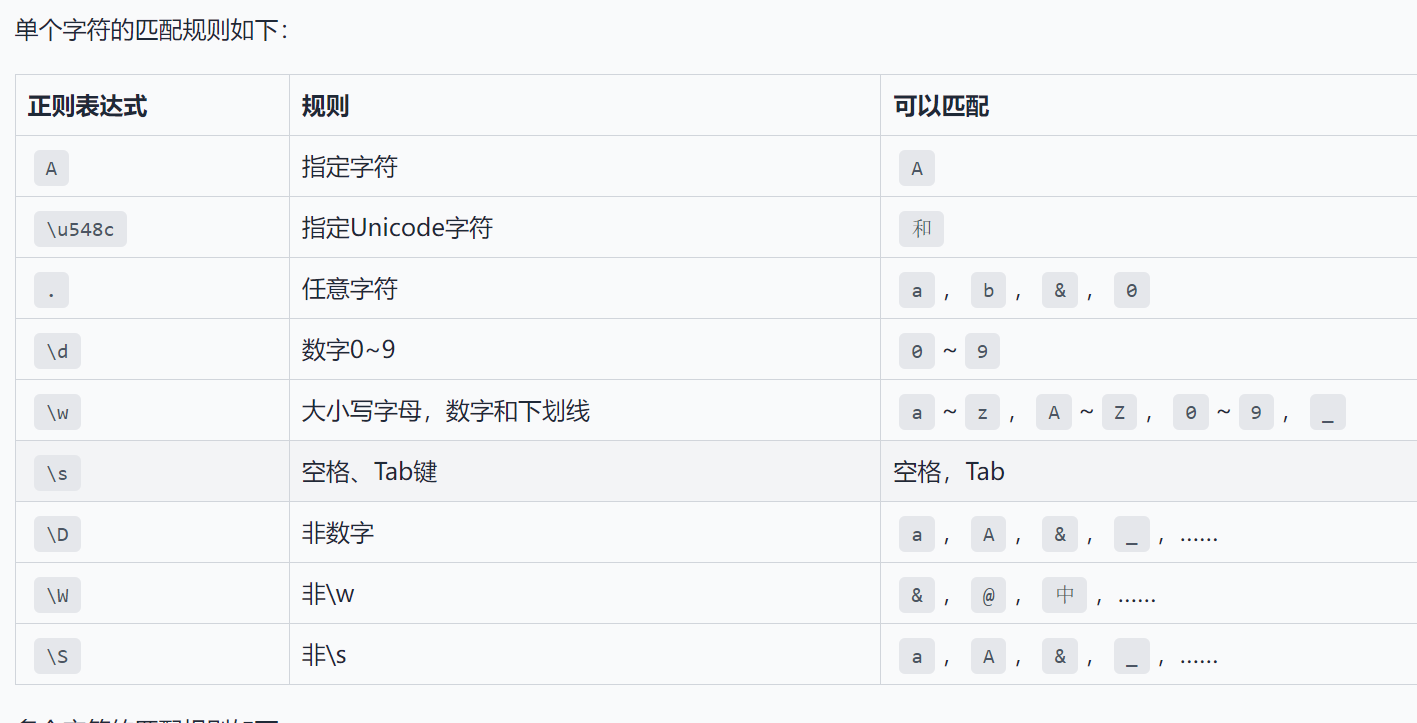 单个字符的匹配规则如下：
正则表达式 规则 可以匹配
A 指定字符 A
\u548c 指定Unicode字符 和
. 任意字符 a，b，&，0
\d 数字0~9 0~9
\w 大小写字母，数字和下划线 a~z，A~Z，0~9，_
\s 空格、Tab键 空格，Tab
\D 非数字 a，A，&，_，……
\W 非\w &，@，中，……
\S 非\s a，A，&，_，……